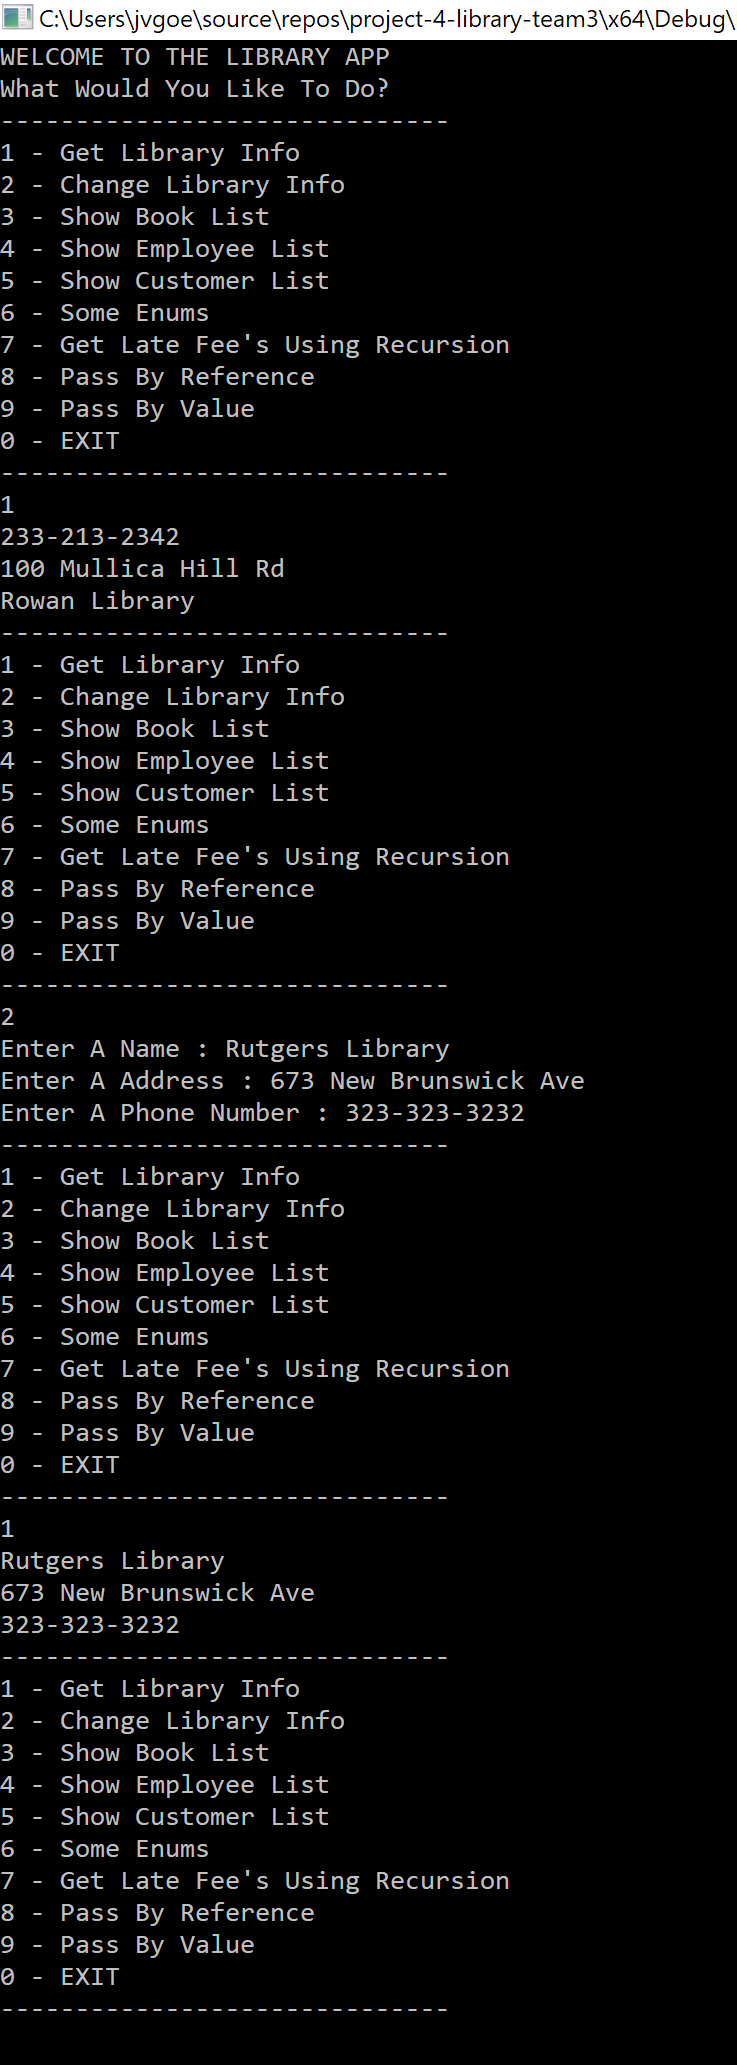 C:\Users\jvgoe\source\repos\project-4-library-team3\x64\Debug\
WELCOME TO THE LIBRARY APP
What Would You Like To Do?
------------------------------
1 - Get Library Info
2 - Change Library Info
3 - Show Book List
4 - Show Employee List
5 - Show Customer List
6 - Some Enums
7 - Get Late Fee's Using Recursion
8 - Pass By Reference
9 - Pass By Value
0 - EXIT
------------------------------
1
233-213-2342
100 Mullica Hill Rd
Rowan Library
------------------------------
1 - Get Library Info
2 - Change Library Info
3 - Show Book List
4 - Show Employee List
5 - Show Customer List
6 - Some Enums
7 - Get Late Fee's Using Recursion
8 - Pass By Reference
9 - Pass By Value
0 - EXIT
------------------------------
2
Enter A Name : Rutgers Library
Enter A Address : 673 New Brunswick Ave
Enter A Phone Number : 323-323-3232
------------------------------
1 - Get Library Info
2 - Change Library Info
3 - Show Book List
4 - Show Employee List
5 - Show Customer List
6 - Some Enums
7 - Get Late Fee's Using Recursion
8 - Pass By Reference
9 - Pass By Value
0 - EXIT
------------------------------
1
Rutgers Library
673 New Brunswick Ave
323-323-3232
------------------------------
1 - Get Library Info
2 - Change Library Info
3 - Show Book List
4 - Show Employee List
5 - Show Customer List
6 - Some Enums
7 - Get Late Fee's Using Recursion
8 - Pass By Reference
9 - Pass By Value
0 - EXIT
------------------------------